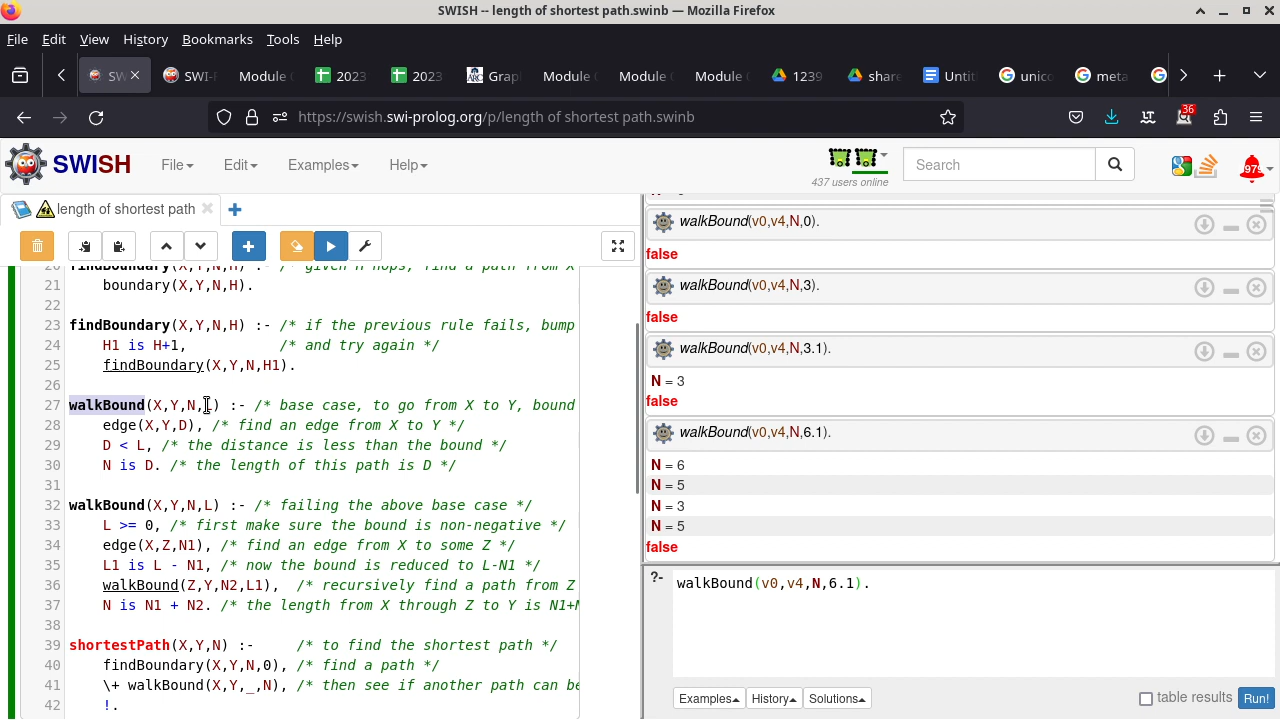 SWISH -- length of shortest path.swinb — Mozilla Firefox
File Edit View History Bookmarks Tools Help
SW SWI-F Module 2023 2023 Grap Module Module Module 1239 share Untit unico meta
https://swish.swi-prolog.org/p/length of shortest path.swinb
36
SWISH File Edit Examples Help 437 users online Search
length of shortest path
20 findBoundary(X,Y,N,H) :- /* given H hops, find a path from X
21 boundary(X,Y,N,H).
22
23 findBoundary(X,Y,N,H) :- /* if the previous rule fails, bump
24 H1 is H+1, /* and try again */
25 findBoundary(X,Y,N,H1).
26
27 walkBound(X,Y,N,L) :- /* base case, to go from X to Y, bound
28 edge(X,Y,D), /* find an edge from X to Y */
29 D < L, /* the distance is less than the bound */
30 N is D. /* the length of this path is D */
31
32 walkBound(X,Y,N,L) :- /* failing the above base case */
33 L >= 0, /* first make sure the bound is non-negative */
34 edge(X,Z,N1), /* find an edge from X to some Z */
35 L1 is L - N1, /* now the bound is reduced to L-N1 */
36 walkBound(Z,Y,N2,L1), /* recursively find a path from Z
37 N is N1 + N2. /* the length from X through Z to Y is N1+N
38
39 shortestPath(X,Y,N) :- /* to find the shortest path */
40 findBoundary(X,Y,N,0), /* find a path */
41 \+ walkBound(X,Y,_,N), /* then see if another path can be
42 !.
walkBound(v0,v4,N,0).
false
walkBound(v0,v4,N,3).
false
walkBound(v0,v4,N,3.1).
N = 3
false
walkBound(v0,v4,N,6.1).
N = 6
N = 5
N = 3
N = 5
false
?- walkBound(v0,v4,N,6.1).
Examples History Solutions table results Run!